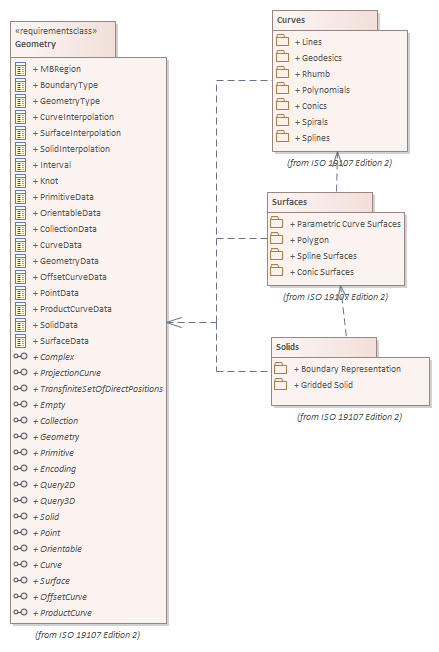 «requirementsclass»
Geometry
+ MBRegion
+ BoundaryType
+ GeometryType
+ CurveInterpolation
+ SurfaceInterpolation
+ SolidInterpolation
+ Interval
+ Knot
+ PrimitiveData
+ OrientableData
+ CollectionData
+ CurveData
+ GeometryData
+ OffsetCurveData
+ PointData
+ ProductCurveData
+ SolidData
+ SurfaceData
+ Complex
+ ProjectionCurve
+ TransfiniteSetOfDirectPositions
+ Empty
+ Collection
+ Geometry
+ Primitive
+ Encoding
+ Query2D
+ Query3D
+ Solid
+ Point
+ Orientable
+ Curve
+ Surface
+ OffsetCurve
+ ProductCurve
(from ISO 19107 Edition 2)
Curves
+ Lines
+ Geodesics
+ Rhumb
+ Polynomials
+ Conics
+ Spirals
+ Splines
(from ISO 19107 Edition 2)
Surfaces
+ Parametric Curve Surfaces
+ Polygon
+ Spline Surfaces
+ Conic Surfaces
(from ISO 19107 Edition 2)
Solids
+ Boundary Representation
+ Gridded Solid
(from ISO 19107 Edition 2)